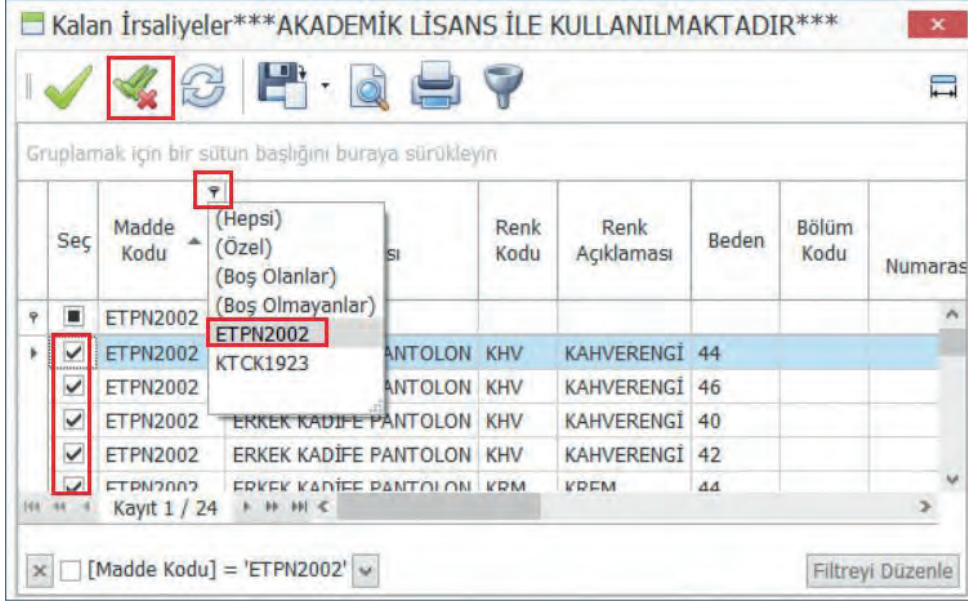 Kalan İrsaliyeler***AKADEMİK LİSANS İLE KULLANILMAKTADIR***
Gruplamak için bir sütun başlığını buraya sürükleyin
Seç Madde Kodu sı Renk Kodu Renk Açıklaması Beden Bölüm Kodu Numaras
(Hepsi)
(Özel)
(Boş Olanlar)
(Boş Olmayanlar)
ETPN2002
KTCK1923
ETPN2002
ETPN2002 ANTOLON KHV KAHVERENGİ 44
ETPN2002 ANTOLON KHV KAHVERENGİ 46
ETPN2002 ERKEK KADİFE PANTOLON KHV KAHVERENGİ 40
ETPN2002 ERKEK KADİFE PANTOLON KHV KAHVERENGİ 42
ETPN2002 ERKEK KADİFE PANTOLON KRM KREM 44
Kayıt 1 / 24
[Madde Kodu] = 'ETPN2002'
Filtreyi Düzenle